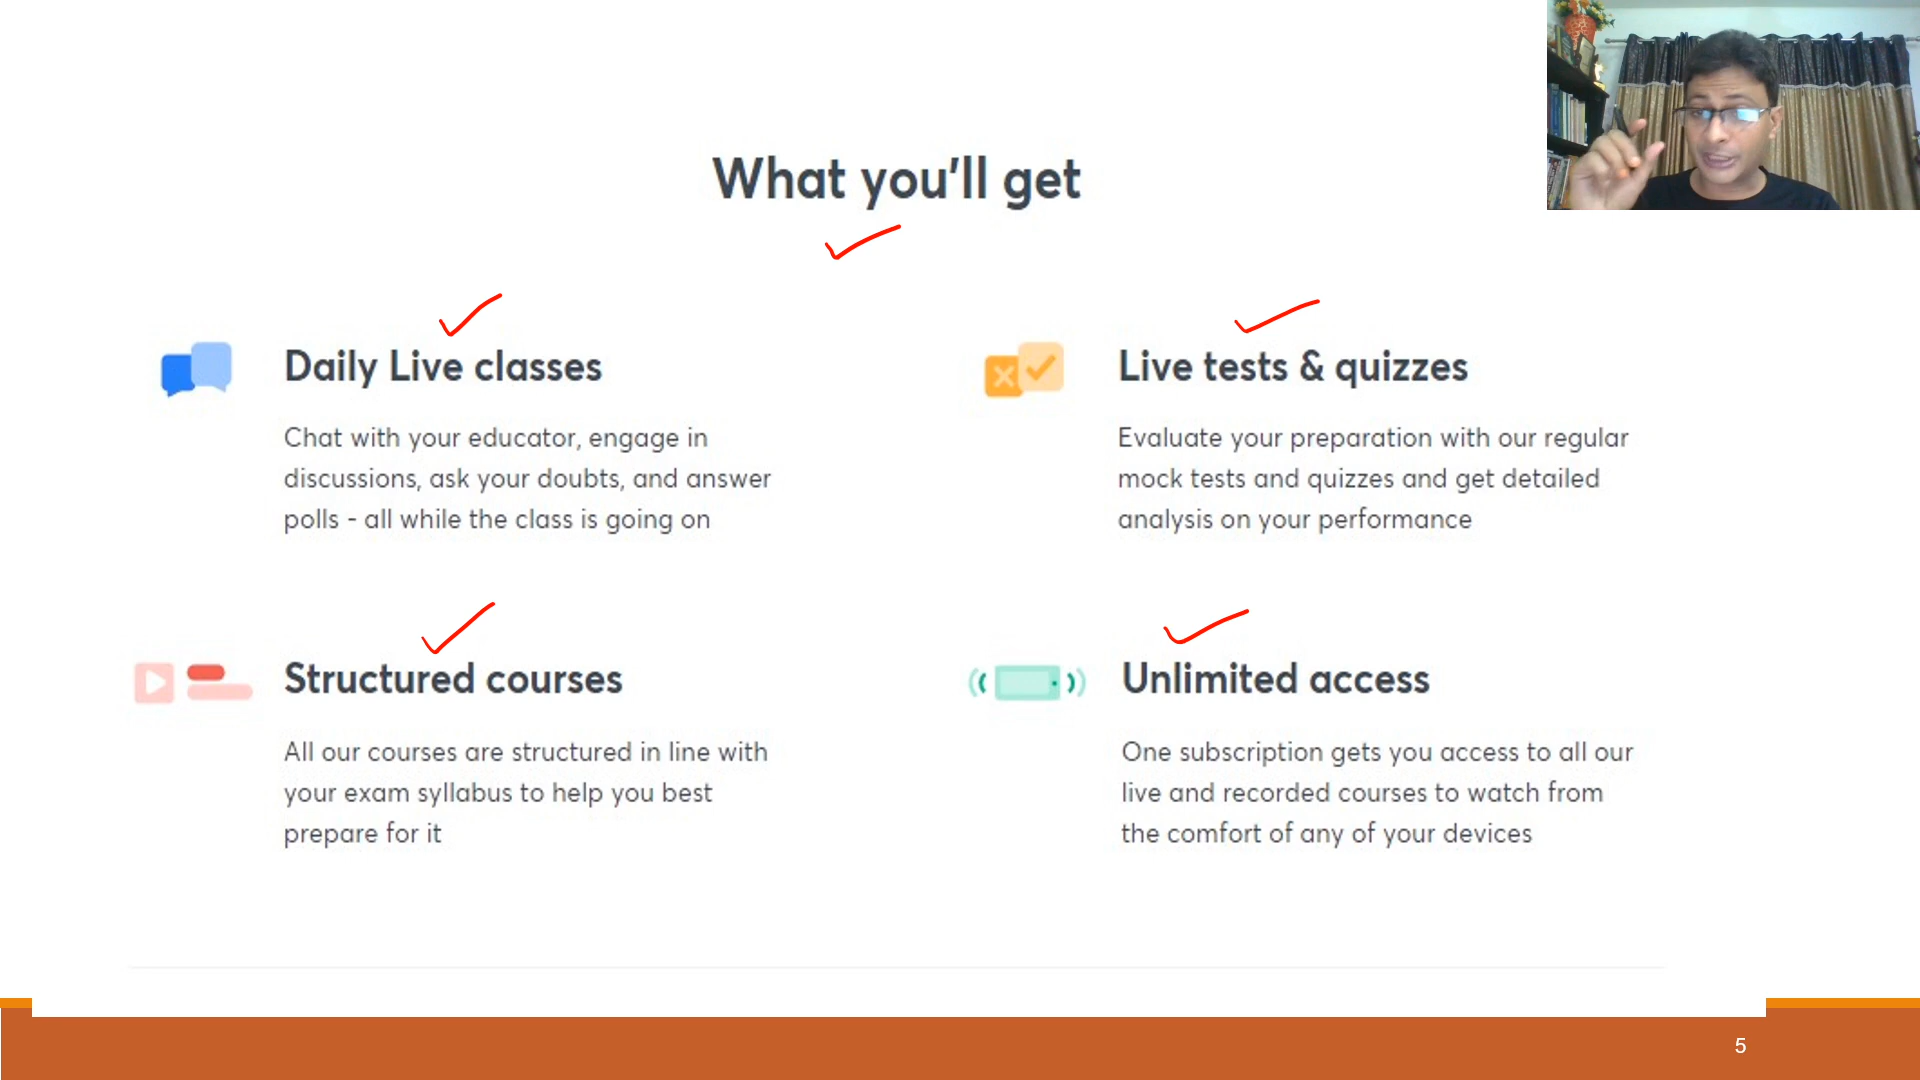 What you'll get
Daily Live classes
Chat with your educator, engage in
discussions, ask your doubts, and answer
polls - all while the class is going on
Live tests & quizzes
Evaluate your preparation with our regular
mock tests and quizzes and get detailed
analysis on your performance
Structured courses
All our courses are structured in line with
your exam syllabus to help you best
prepare for it
Unlimited access
One subscription gets you access to all our
live and recorded courses to watch from
the comfort of any of your devices
5